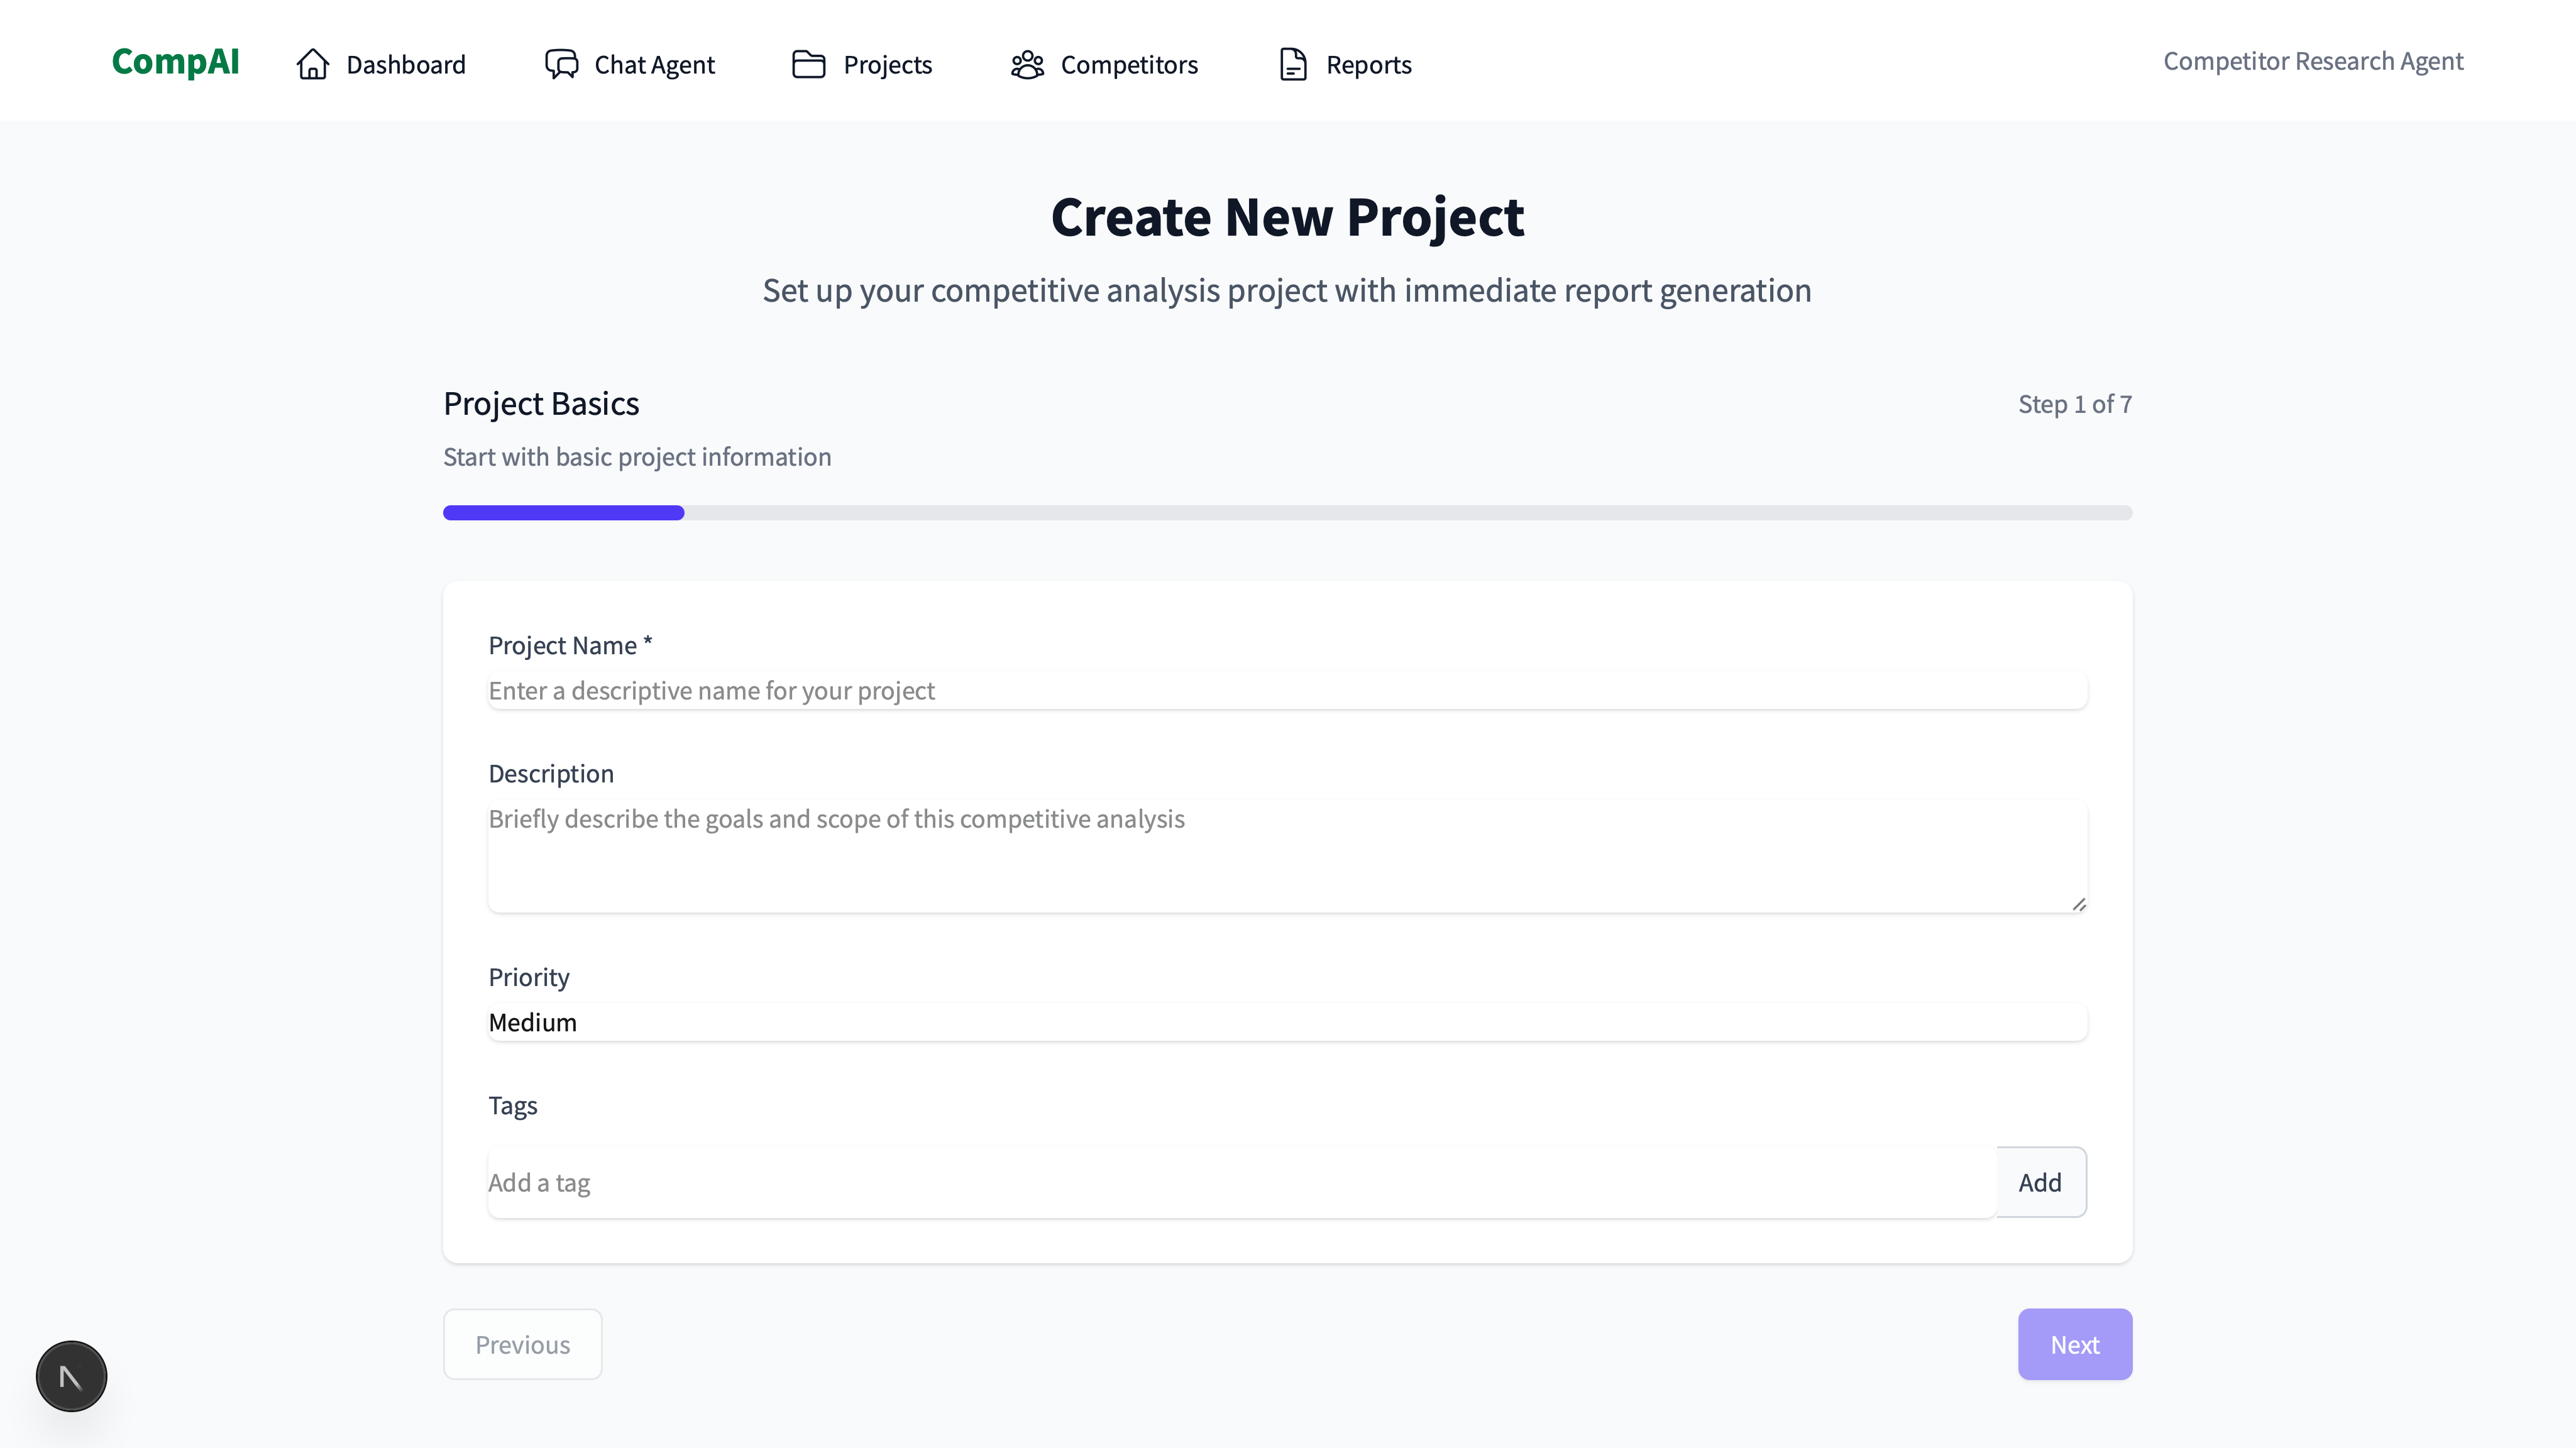 CompAI
Dashboard
Chat Agent
Projects
Competitors
Reports
Competitor Research Agent
Create New Project
Set up your competitive analysis project with immediate report generation
Project Basics
Step 1 of 7
Start with basic project information
Project Name *
Enter a descriptive name for your project
Description
Briefly describe the goals and scope of this competitive analysis
Priority
Medium
Tags
Add a tag
Add
Previous
Next
N